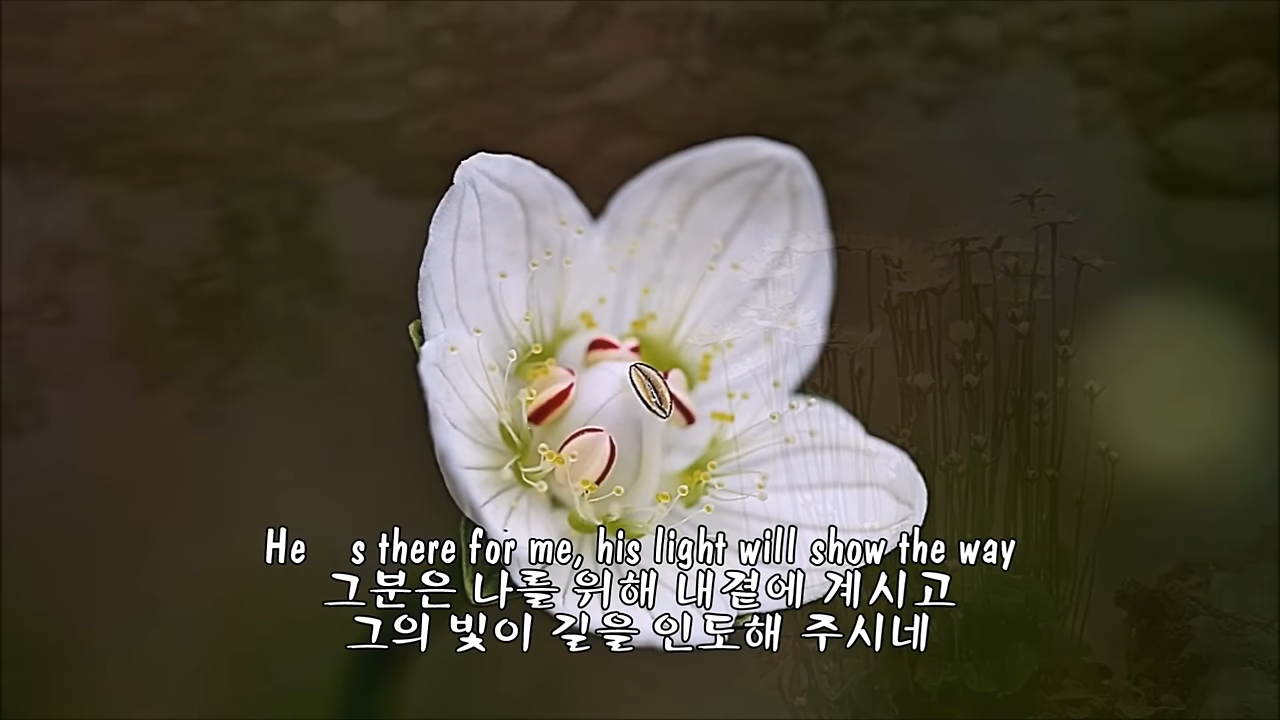 He s there for me, his light will show the way
그분은 나를 위해 내곁에 계시고
그의 빛이 길을 인도해 주시네